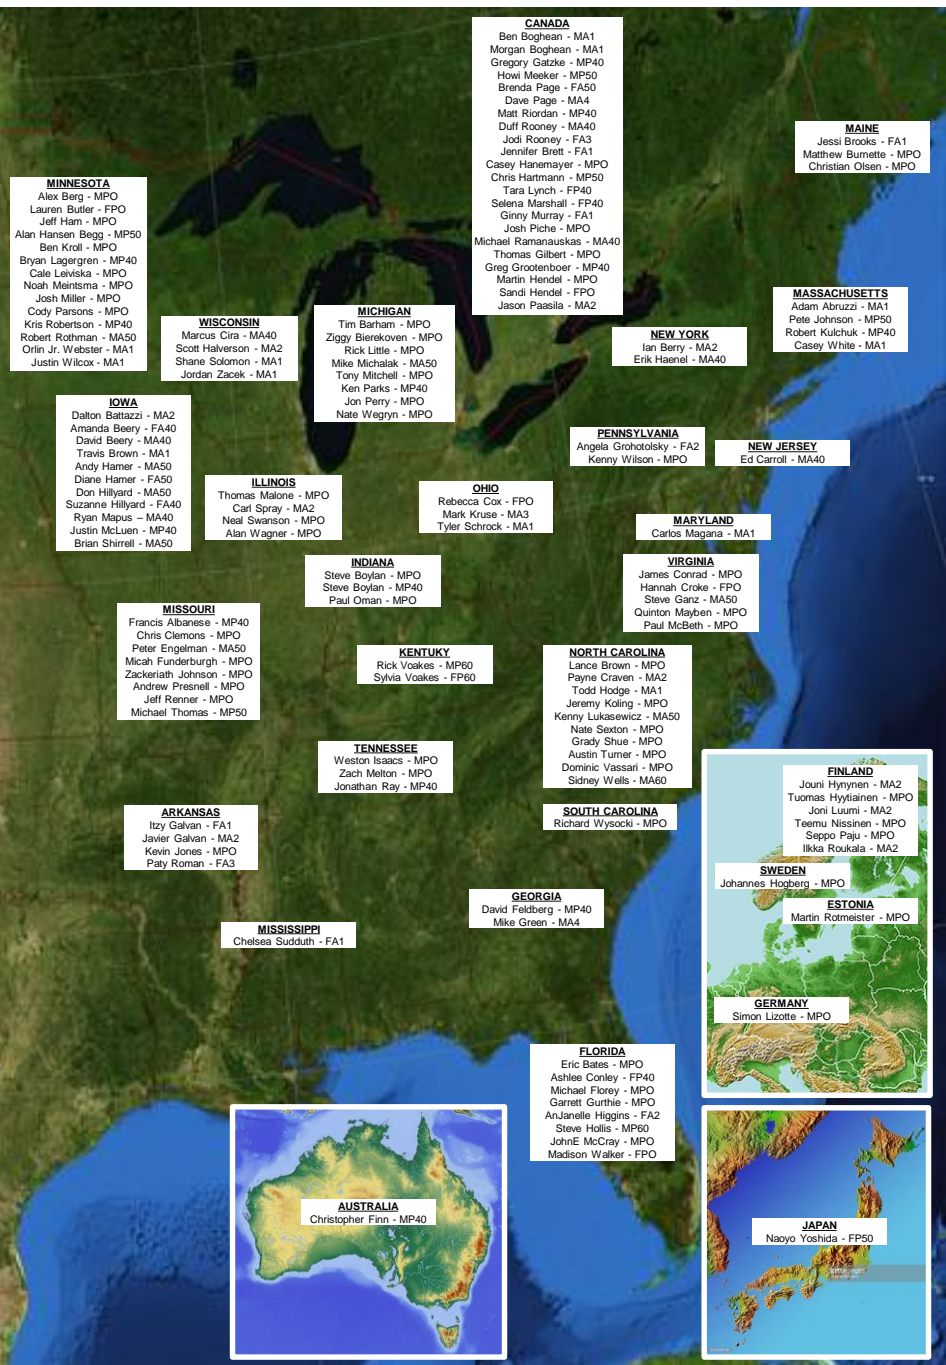 CANADA
Ben Boghean - MA1
Morgan Boghean - MA1
Gregory Gatzke - MP40
Howi Meeker - MP50
Brenda Page - FA50
Dave Page - MA4
Matt Riordan - MP40
Duff Rooney - MA40
Jodi Rooney - FA3
Jennifer Brett - FA1
Casey Hanemayer - MPO
Chris Hartmann - MP50
Tara Lynch - FP40
Selena Marshall - FP40
Ginny Murray - FA1
Josh Piche - MPO
Michael Ramanauskas - MA40
Thomas Gilbert - MPO
Greg Grootenboer - MP40
Martin Hendel - MPO
Sandi Hendel - FPO
Jason Paasila - MA2
MAINE
Jessi Brooks - FA1
Matthew Burnette - MPO
Christian Olsen - MPO
MINNESOTA
Alex Berg - MPO
Lauren Butler - FPO
Jeff Ham - MPO
Alan Hansen Begg - MP50
Ben Kroll - MPO
Bryan Lagergren - MP40
Cale Leiviska - MPO
Noah Meintsma - MPO
Josh Miller - MPO
Cody Parsons - MPO
Kris Robertson - MP40
Robert Rothman - MA50
Orlin Jr. Webster - MA1
Justin Wilcox - MA1
WISCONSIN
Marcus Cira - MA40
Scott Halverson - MA2
Shane Solomon - MA1
Jordan Zacek - MA1
MICHIGAN
Tim Barham - MPO
Ziggy Bierekoven - MPO
Rick Little - MPO
Mike Michalak - MA50
Tony Mitchell - MPO
Ken Parks - MP40
Jon Perry - MPO
Nate Wegryn - MPO
NEW YORK
Ian Berry - MA2
Erik Haenel - MA40
MASSACHUSETTS
Adam Abruzzi - MA1
Pete Johnson - MP50
Robert Kulchuk - MP40
Casey White - MA1
IOWA
Dalton Battazzi - MA2
Amanda Beery - FA40
David Beery - MA40
Travis Brown - MA1
Andy Hamer - MA50
Diane Hamer - FA50
Don Hillyard - MA50
Suzanne Hillyard - FA40
Ryan Mapus – MA40
Justin McLuen - MP40
Brian Shirrell - MA50
ILLINOIS
Thomas Malone - MPO
Carl Spray - MA2
Neal Swanson - MPO
Alan Wagner - MPO
OHIO
Rebecca Cox - FPO
Mark Kruse - MA3
Tyler Schrock - MA1
PENNSYLVANIA
Angela Grohotolsky - FA2
Kenny Wilson - MPO
NEW JERSEY
Ed Carroll - MA40
MARYLAND
Carlos Magana - MA1
INDIANA
Steve Boylan - MPO
Steve Boylan - MP40
Paul Oman - MPO
VIRGINIA
James Conrad - MPO
Hannah Croke - FPO
Steve Ganz - MA50
Quinton Mayben - MPO
Paul McBeth - MPO
MISSOURI
Francis Albanese - MP40
Chris Clemons - MPO
Peter Engelman - MA50
Micah Funderburgh - MPO
Zackeriath Johnson - MPO
Andrew Presnell - MPO
Jeff Renner - MPO
Michael Thomas - MP50
KENTUKY
Rick Voakes - MP60
Sylvia Voakes - FP60
NORTH CAROLINA
Lance Brown - MPO
Payne Craven - MA2
Todd Hodge - MA1
Jeremy Koling - MPO
Kenny Lukasewicz - MA50
Nate Sexton - MPO
Grady Shue - MPO
Austin Turner - MPO
Dominic Vassari - MPO
Sidney Wells - MA60
TENNESSEE
Weston Isaacs - MPO
Zach Melton - MPO
Jonathan Ray - MP40
SOUTH CAROLINA
Richard Wysocki - MPO
ARKANSAS
Itzy Galvan - FA1
Javier Galvan - MA2
Kevin Jones - MPO
Paty Roman - FA3
GEORGIA
David Feldberg - MP40
Mike Green - MA4
MISSISSIPPI
Chelsea Sudduth - FA1
FINLAND
Jouni Hynynen - MA2
Tuomas Hyytiainen - MPO
Joni Luumi - MA2
Teemu Nissinen - MPO
Seppo Paju - MPO
Ilkka Roukala - MA2
SWEDEN
Johannes Hogberg - MPO
ESTONIA
Martin Rotmeister - MPO
GERMANY
Simon Lizotte - MPO
FLORIDA
Eric Bates - MPO
Ashlee Conley - FP40
Michael Florey - MPO
Garrett Gurthie - MPO
AnJanelle Higgins - FA2
Steve Hollis - MP60
JohnE McCray - MPO
Madison Walker - FPO
AUSTRALIA
Christopher Finn - MP40
JAPAN
Naoyo Yoshida - FP50